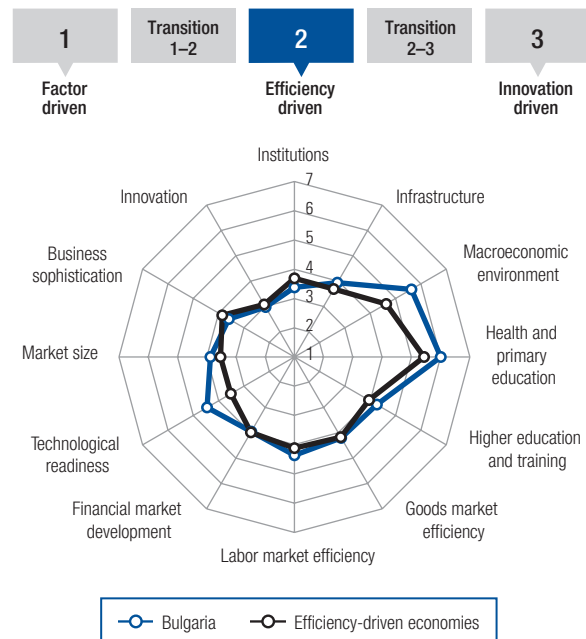 1
Transition
1–2
2
Transition
2–3
3
Factor
driven
Efficiency
driven
Innovation
driven
Institutions
7
6
5
4
3
2
1
Infrastructure
Macroeconomic
environment
Health and
primary
education
Higher education
and training
Goods market
efficiency
Labor market efficiency
Financial market
development
Technological
readiness
Market size
Business
sophistication
Innovation
Bulgaria
Efficiency-driven economies